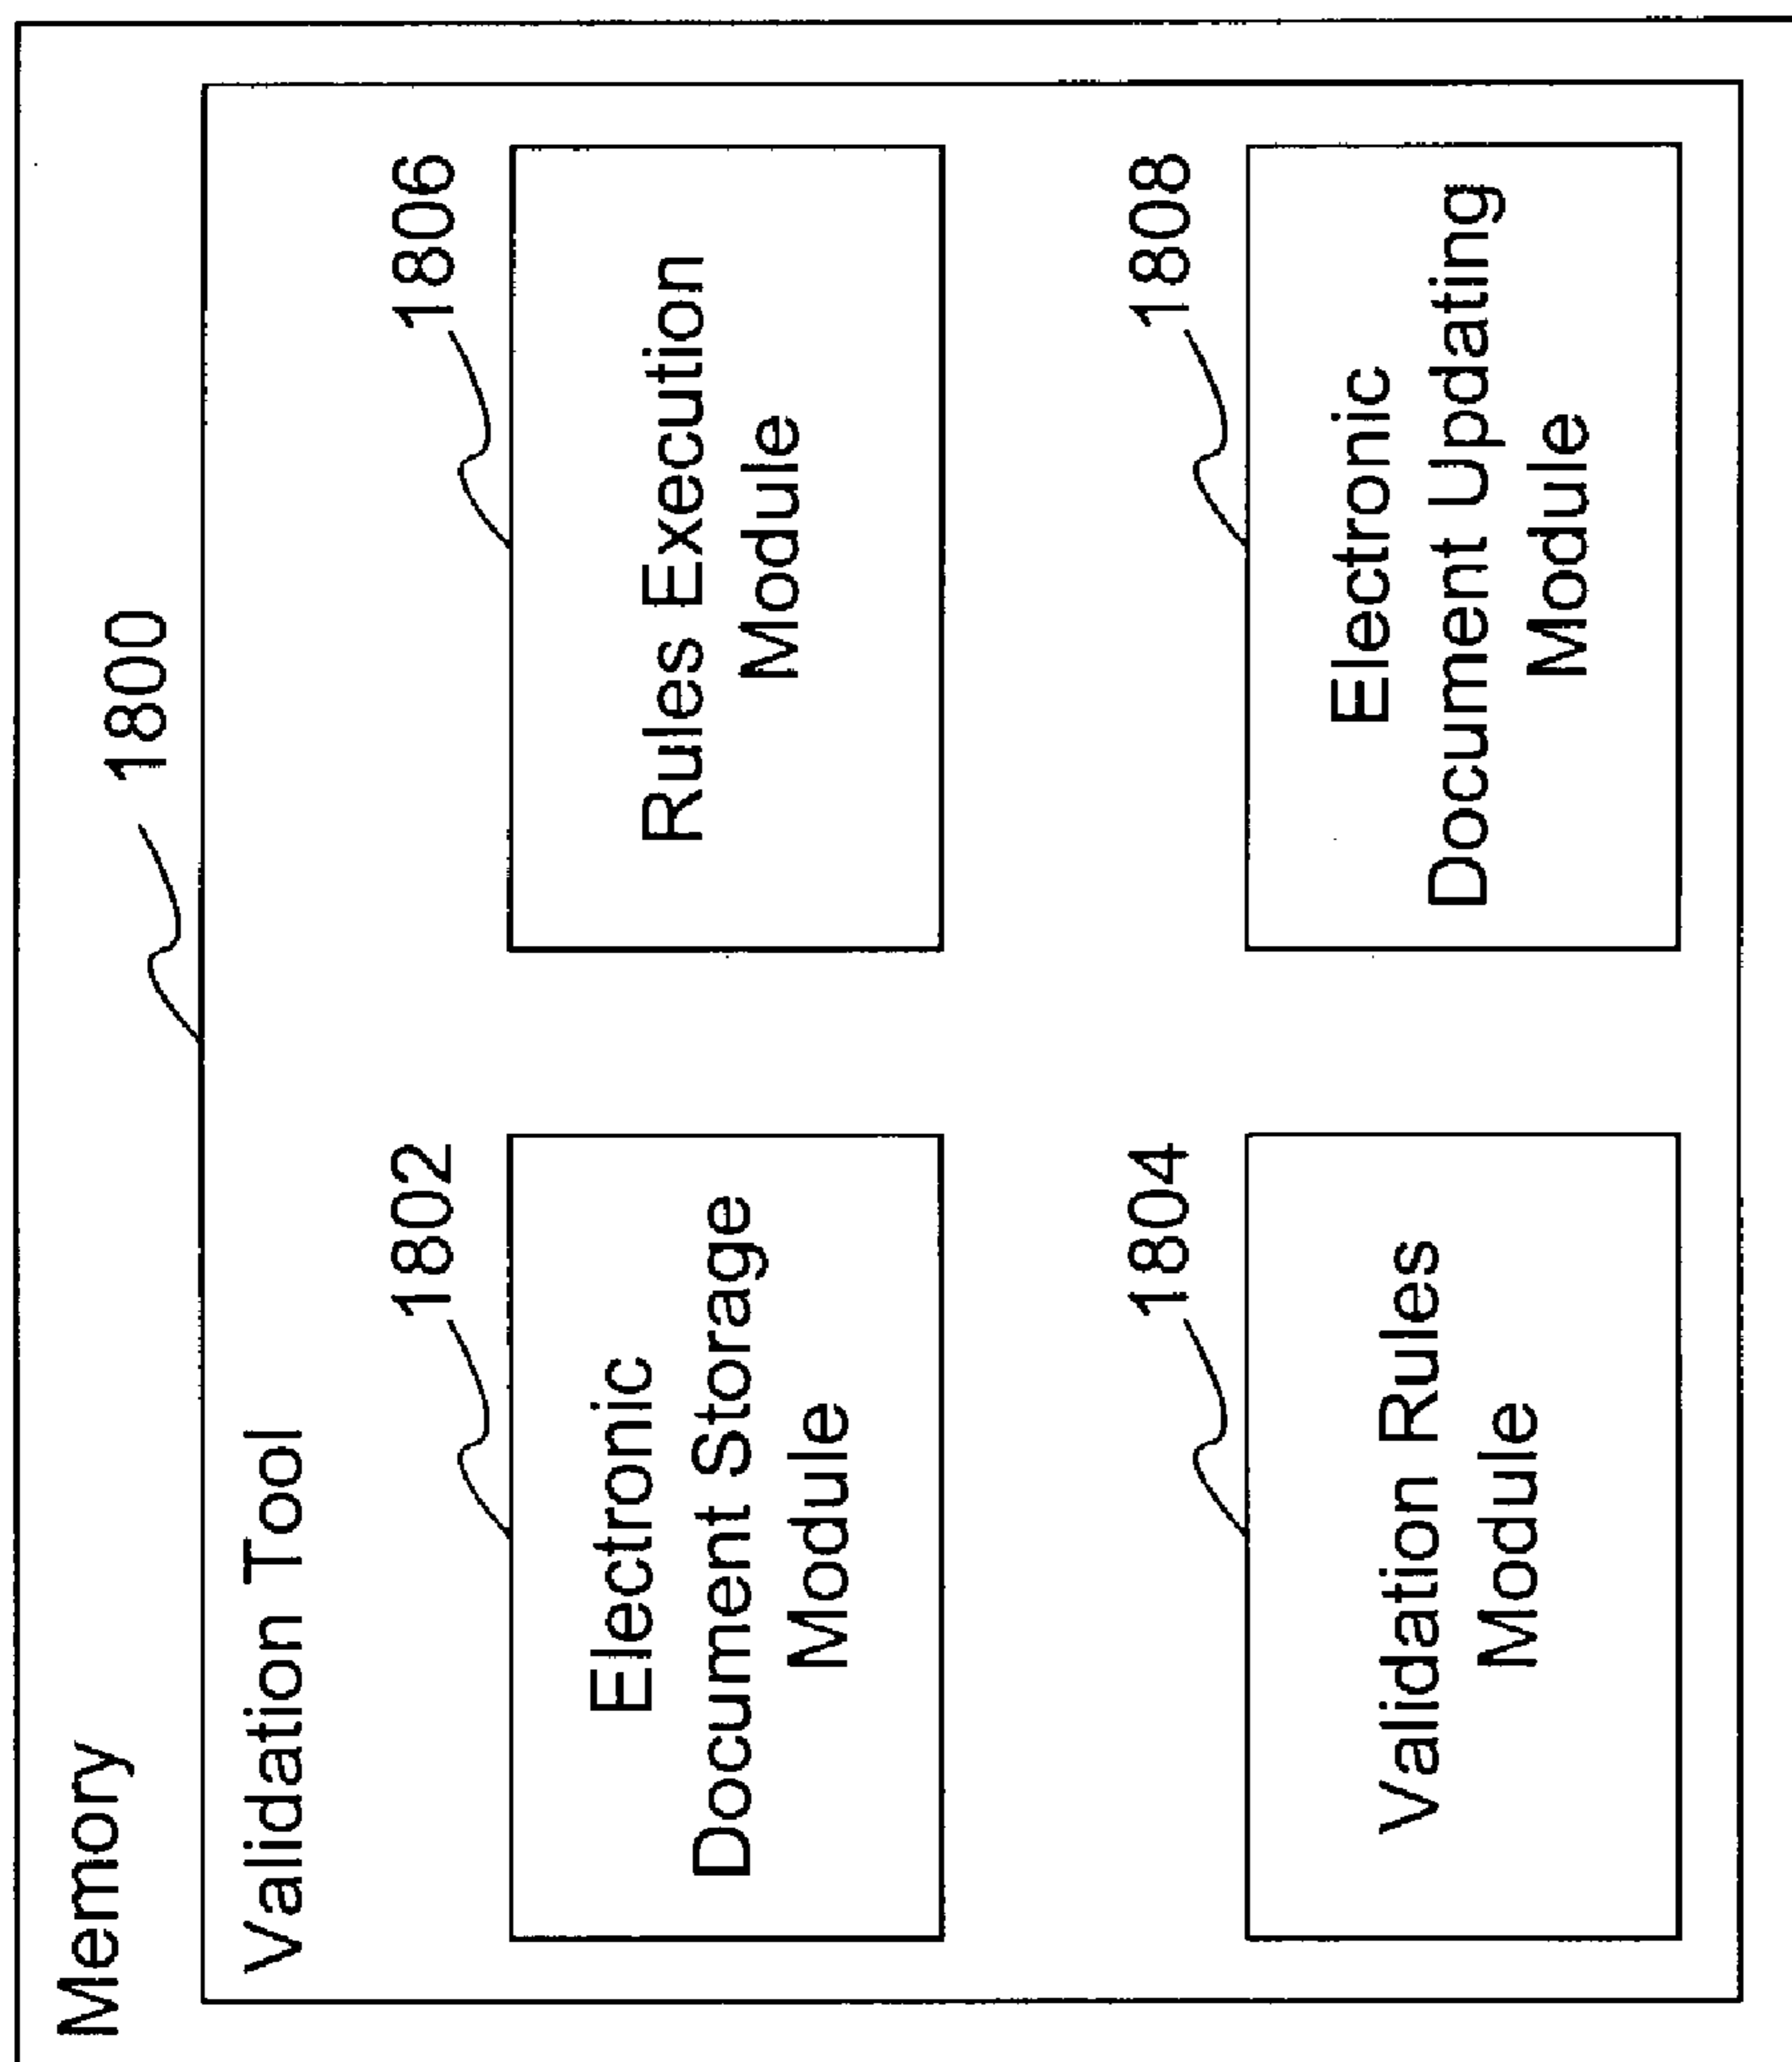 Memory
1800
Validation Tool
1802
Electronic
Document Storage
Module
1806
Rules Execution
Module
1804
Validation Rules
Module
1808
Electronic
Document Updating
Module